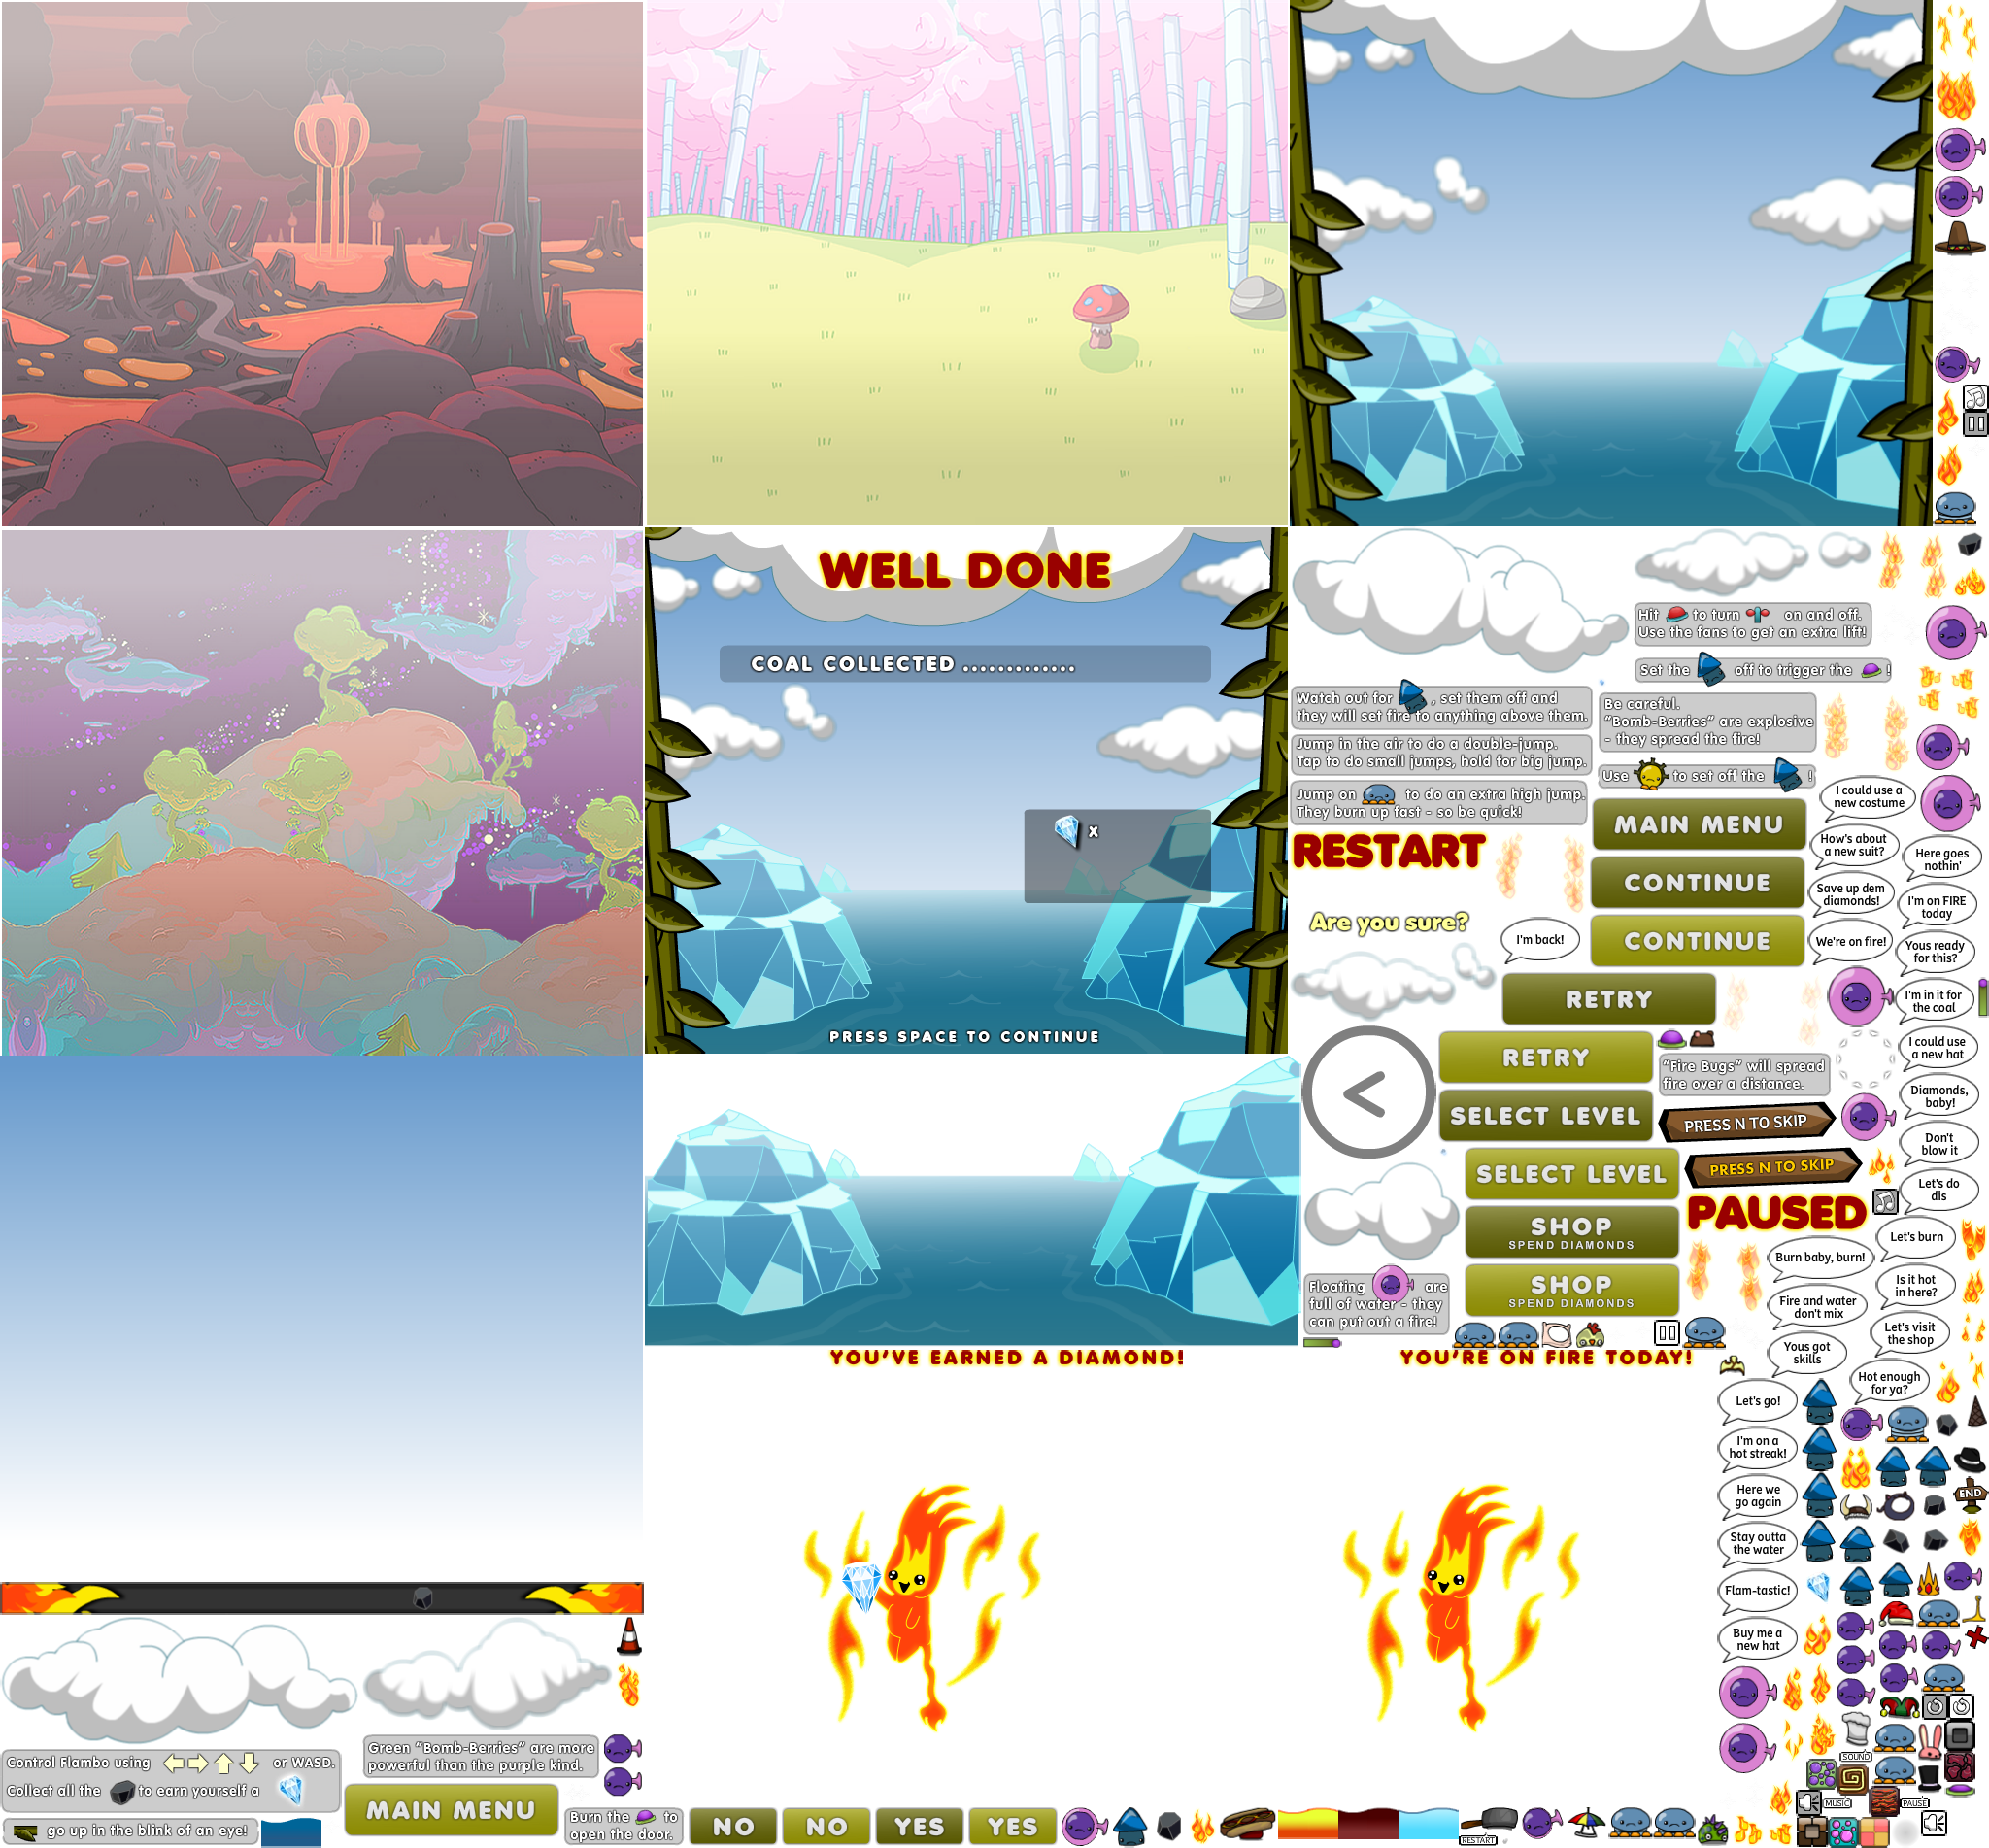 WELL DONE
COAL COLLECTED .............
X
PRESS SPACE TO CONTINUE
Hit to turn on and off.
Use the fans to get an extra lift!
Set the off to trigger the !
Watch out for , set them off and
they will set fire to anything above them.
Be careful.
"Bomb-Berries" are explosive
- they spread the fire!
Jump in the air to do a double-jump.
Tap to do small jumps, hold for big jump.
Use to set off the !
Jump on to do an extra high jump.
They burn up fast - so be quick!
I could use a
new costume
MAIN MENU
RESTART
How's about
a new suit?
Here goes
nothin'
CONTINUE
Save up dem
diamonds!
I'm on FIRE
today
Are you sure?
I'm back!
CONTINUE
We're on fire!
Yous ready
for this?
RETRY
I'm in it for
the coal
<
RETRY
"Fire Bugs" will spread
fire over a distance.
I could use
a new hat
SELECT LEVEL
PRESS N TO SKIP
Diamonds,
baby!
Don't
blow it
SELECT LEVEL
PRESS N TO SKIP
Let's do
dis
PAUSED
SHOP
SPEND DIAMONDS
Burn baby, burn!
Let's burn
SHOP
SPEND DIAMONDS
Is it hot
in here?
Floating are
full of water - they
can put out a fire!
Fire and water
don't mix
Let's visit
the shop
Yous got
skills
YOU'VE EARNED A DIAMOND!
YOU'RE ON FIRE TODAY!
Hot enough
for ya?
Let's go!
I'm on a
hot streak!
Here we
go again
END
Stay outta
the water
Flam-tastic!
Buy me a
new hat
Control Flambo using or WASD.
Collect all the to earn yourself a
Green "Bomb-Berries" are more
powerful than the purple kind.
SOUND
MAIN MENU
MUSIC
PAUSE
go up in the blink of an eye!
Burn the to
open the door.
NO
NO
YES
YES
RESTART